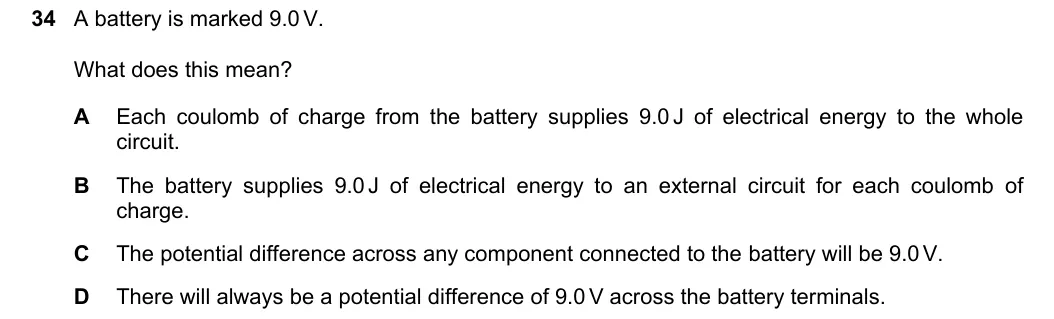 34 A battery is marked 9.0 V.
What does this mean?
A Each coulomb of charge from the battery supplies 9.0 J of electrical energy to the whole
circuit.
B The battery supplies 9.0 J of electrical energy to an external circuit for each coulomb of
charge.
C The potential difference across any component connected to the battery will be 9.0 V.
D There will always be a potential difference of 9.0 V across the battery terminals.